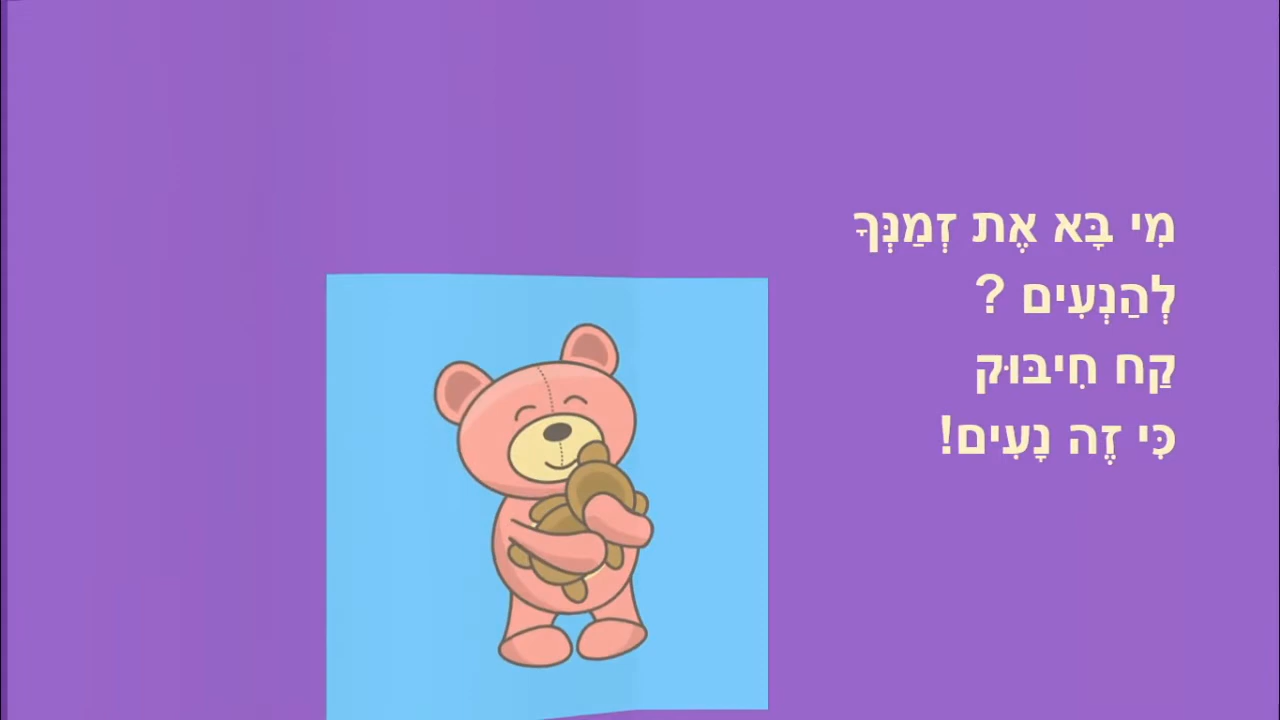 מִי בָּא אֶת זְמַנְּךָ
לְהַנְעִים ?
קַח חִיבּוּק
כִּי זֶה נָעִים!